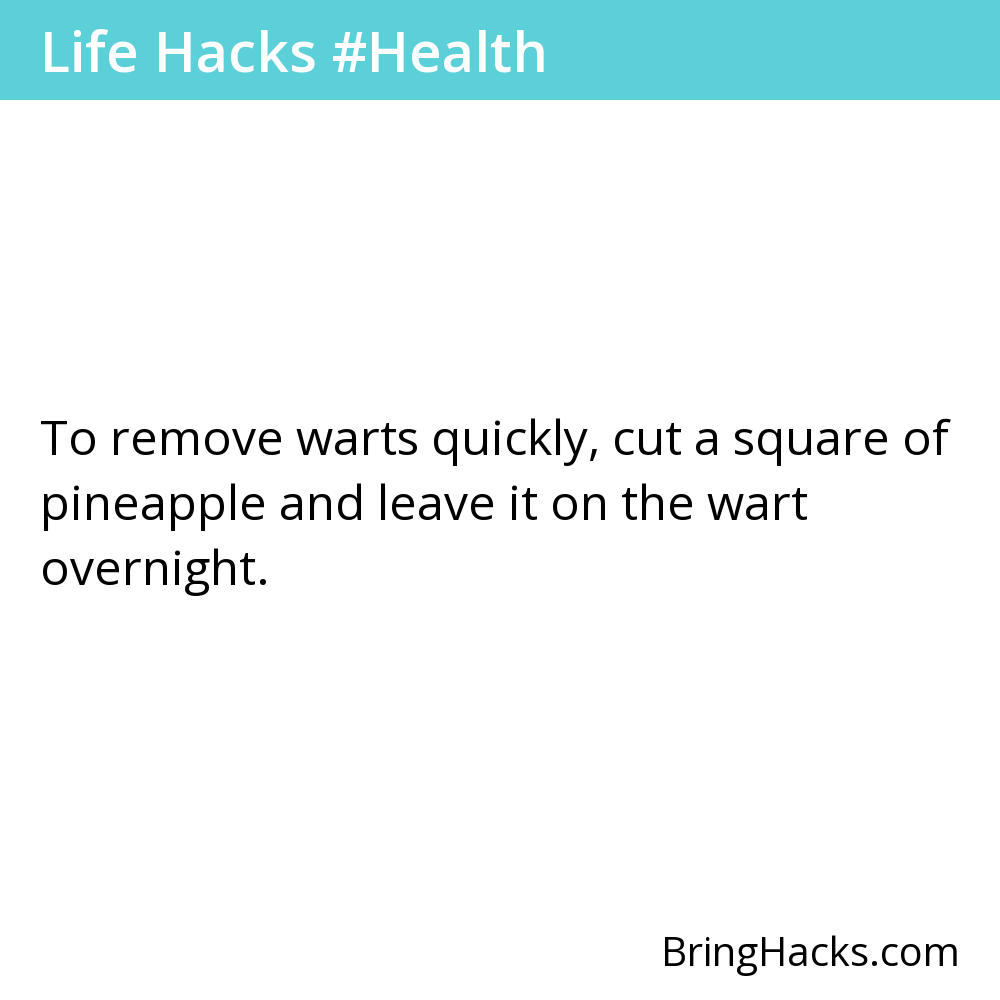 Life Hacks #Health
To remove warts quickly, cut a square of
pineapple and leave it on the wart
overnight.
BringHacks.com